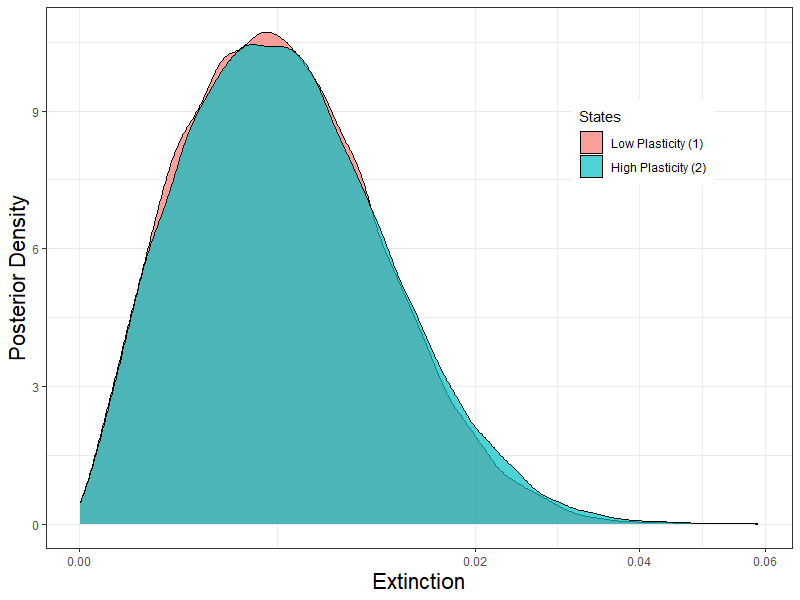 States
Low Plasticity (1)
High Plasticity (2)
9
6
3
0
Posterior Density
0.00
0.02
0.04
0.06
Extinction